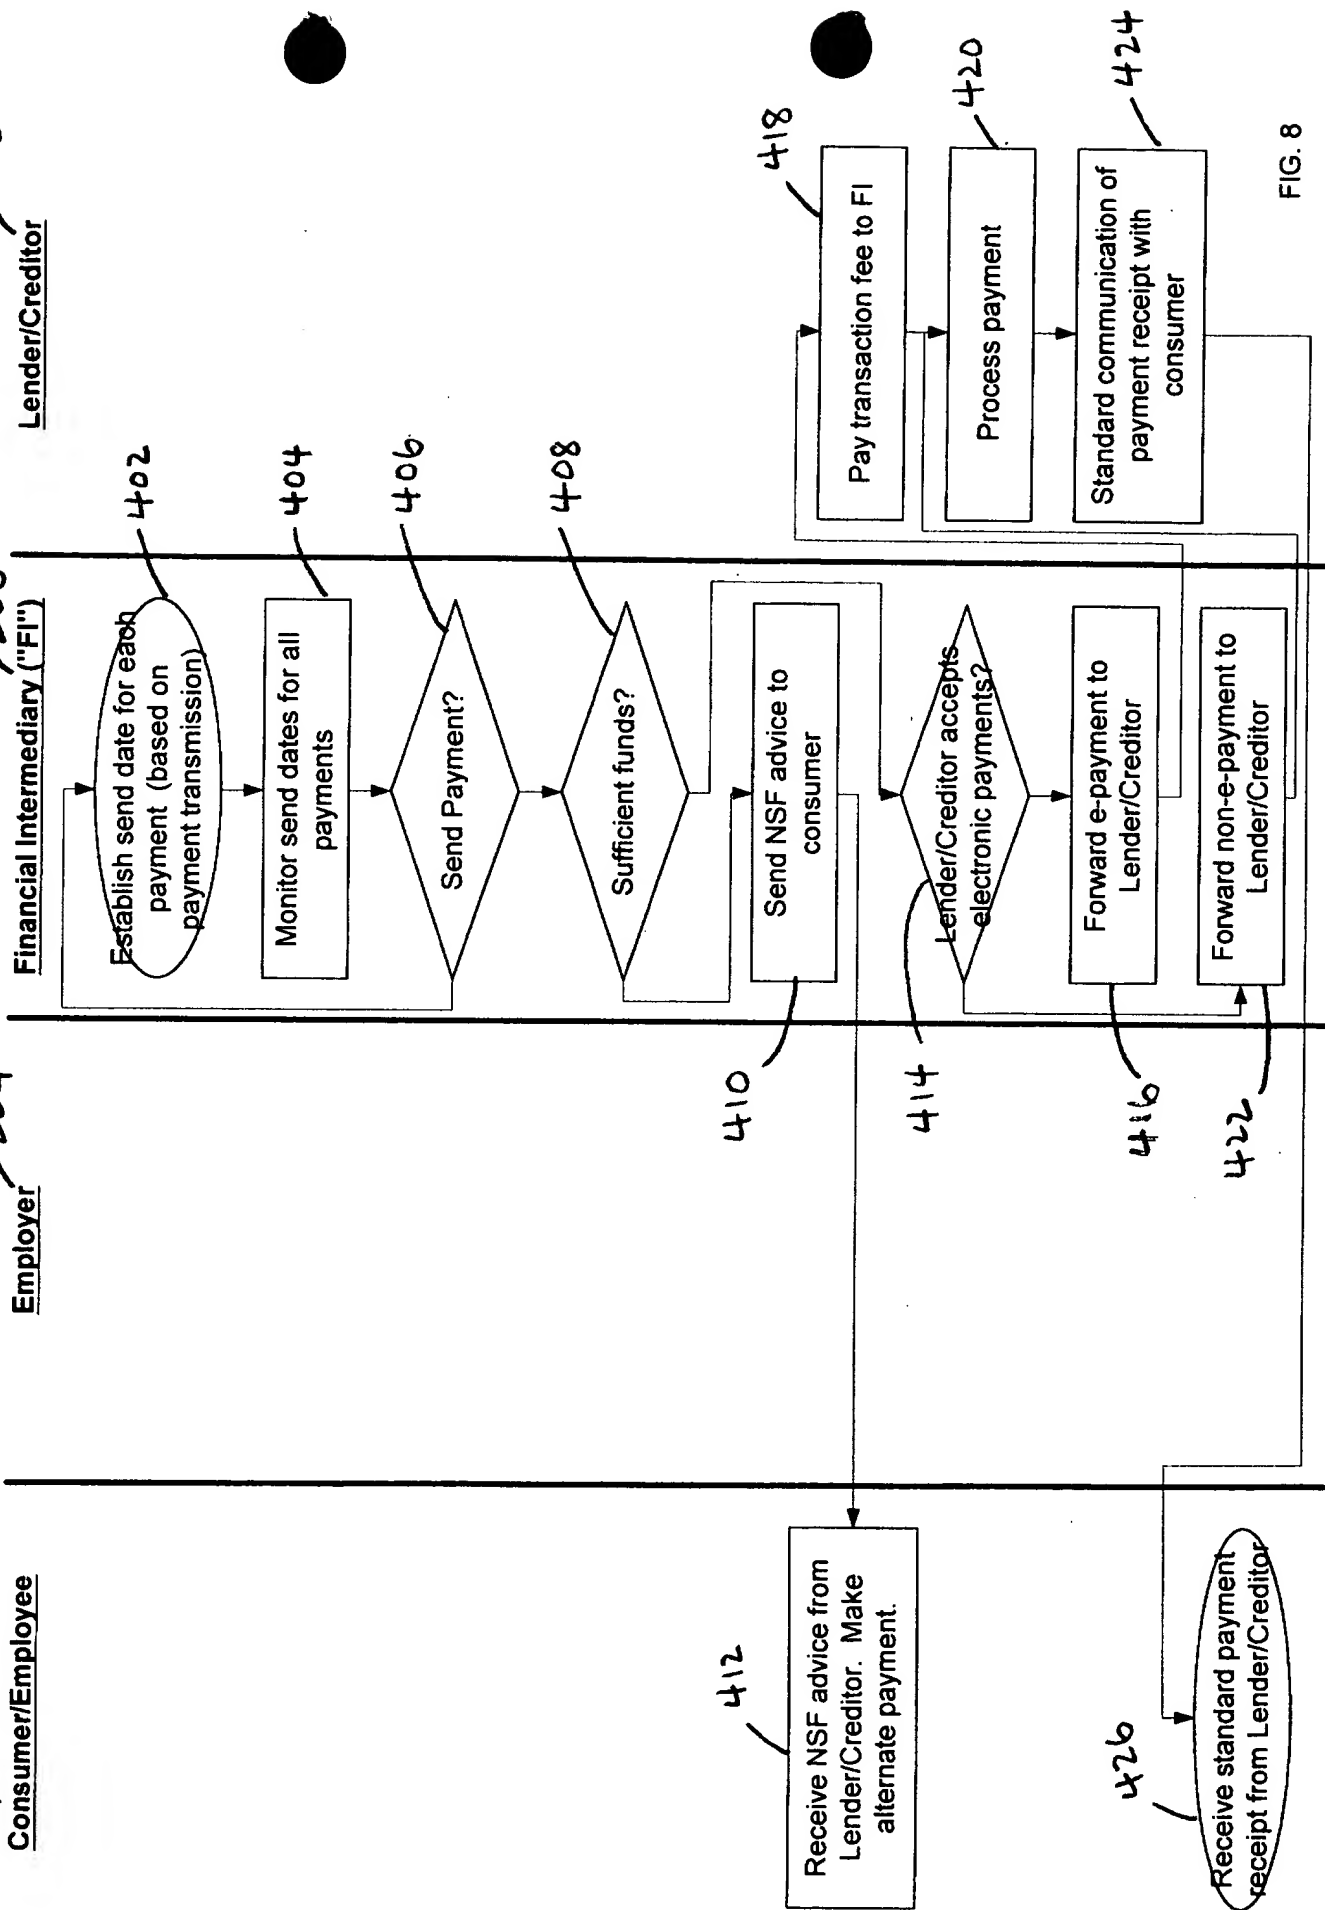 Consumer/Employee
Employer
Financial Intermediary ("FI")
Lender/Creditor
Establish send date for each
payment (based on
payment transmission)
402
Monitor send dates for all
payments
404
Send Payment?
406
Sufficient funds?
408
Send NSF advice to
consumer
410
Receive NSF advice from
Lender/Creditor. Make
alternate payment.
412
Lender/Creditor accepts
electronic payments?
414
Forward e-payment to
Lender/Creditor
416
Pay transaction fee to FI
418
Process payment
420
Forward non-e-payment to
Lender/Creditor
422
Standard communication of
payment receipt with
consumer
424
Receive standard payment
receipt from Lender/Creditor
426
FIG. 8